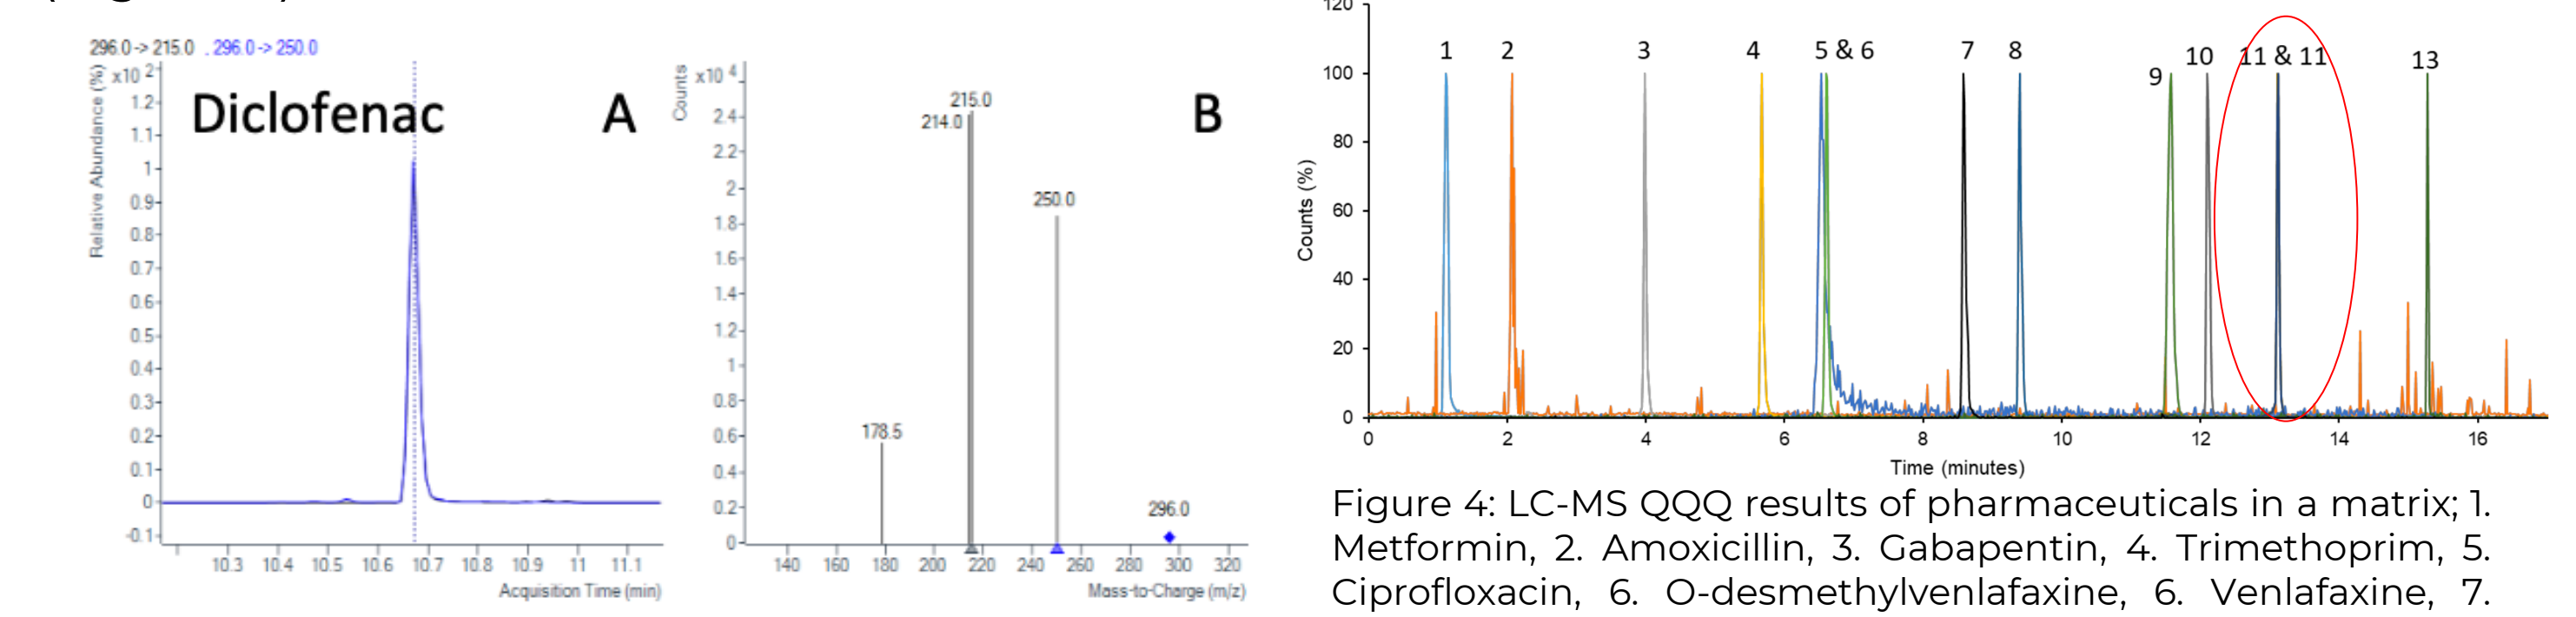 296.0 -> 215.0 , 296.0 -> 250.0
x10 2
Relative Abundance (%)
Diclofenac
A
1.2
1.1
1
0.9
0.8
0.7
0.6
0.5
0.4
0.3
0.2
0.1
0
-0.1
10.3 10.4 10.5 10.6 10.7 10.8 10.9 11 11.1
Acquisition Time (min)
Counts
x10 4
B
2.4
2.2
2
1.8
1.6
1.4
1.2
1
0.8
0.6
0.4
0.2
0
215.0
214.0
250.0
178.5
296.0
140 160 180 200 220 240 260 280 300 320
Mass-to-Charge (m/z)
120
100
80
60
40
20
0
Counts (%)
1 2 3 4 5 & 6 7 8 9 10 11 & 11 13
0 2 4 6 8 10 12 14 16
Time (minutes)
Figure 4: LC-MS QQQ results of pharmaceuticals in a matrix; 1.
Metformin, 2. Amoxicillin, 3. Gabapentin, 4. Trimethoprim, 5.
Ciprofloxacin, 6. O-desmethylvenlafaxine, 6. Venlafaxine, 7.